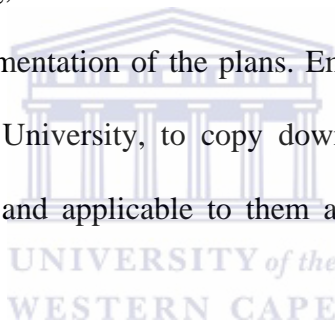 mentation of the plans. En
University, to copy dow
and applicable to them a
UNIVERSITY of the
WESTERN CAPE